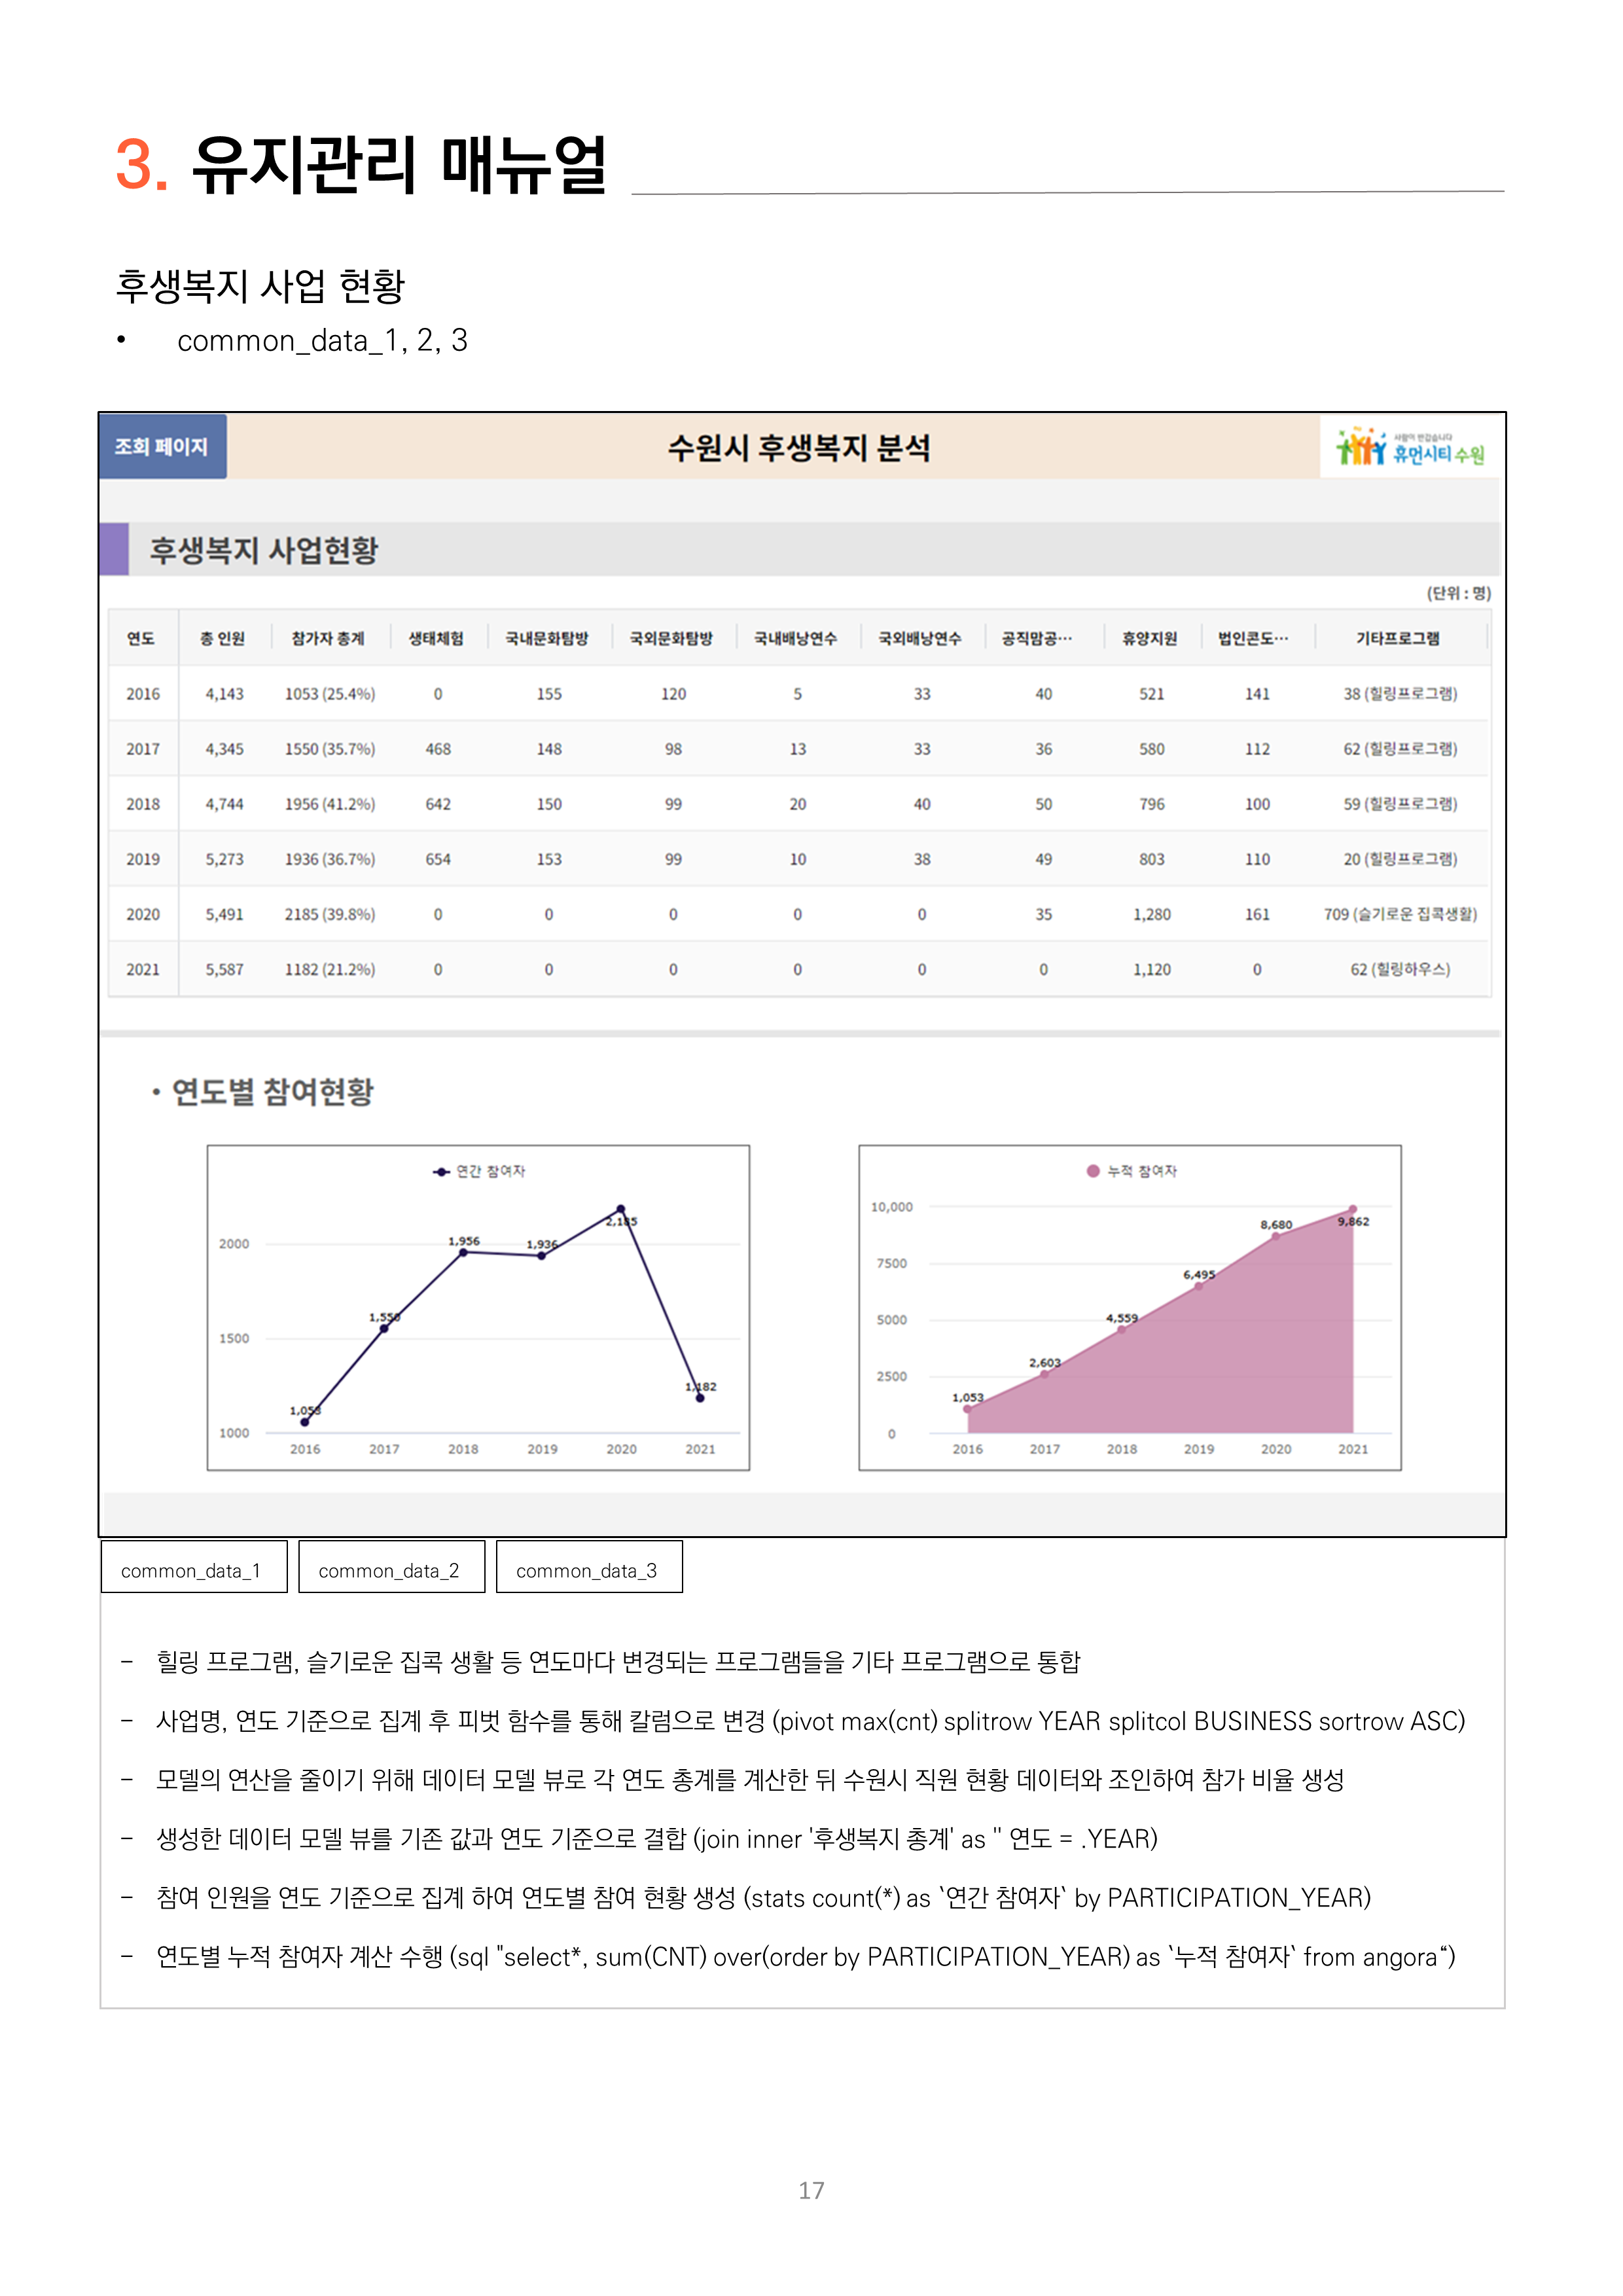 3. 유지관리 매뉴얼
후생복지 사업 현황
• common_data_1, 2, 3
조회 페이지
수원시 후생복지 분석
사람이 반갑습니다
휴먼시티 수원
후생복지 사업현황
(단위 : 명)
연도 총 인원 참가자 총계 생태체험 국내문화탐방 국외문화탐방 국내배낭연수 국외배낭연수 공직맘공… 휴양지원 법인콘도… 기타프로그램
2016 4,143 1053 (25.4%) 0 155 120 5 33 40 521 141 38 (힐링프로그램)
2017 4,345 1550 (35.7%) 468 148 98 13 33 36 580 112 62 (힐링프로그램)
2018 4,744 1956 (41.2%) 642 150 99 20 40 50 796 100 59 (힐링프로그램)
2019 5,273 1936 (36.7%) 654 153 99 10 38 49 803 110 20 (힐링프로그램)
2020 5,491 2185 (39.8%) 0 0 0 0 0 35 1,280 161 709 (슬기로운 집콕생활)
2021 5,587 1182 (21.2%) 0 0 0 0 0 0 1,120 0 62 (힐링하우스)
• 연도별 참여현황
연간 참여자
2000
1500
1000
1,053
1,550
1,956
1,936
2,185
1,182
2016 2017 2018 2019 2020 2021
누적 참여자
10,000
7500
5000
2500
0
1,053
2,603
4,559
6,495
8,680
9,862
2016 2017 2018 2019 2020 2021
common_data_1 common_data_2 common_data_3
– 힐링 프로그램, 슬기로운 집콕 생활 등 연도마다 변경되는 프로그램들을 기타 프로그램으로 통합
– 사업명, 연도 기준으로 집계 후 피벗 함수를 통해 칼럼으로 변경 (pivot max(cnt) splitrow YEAR splitcol BUSINESS sortrow ASC)
– 모델의 연산을 줄이기 위해 데이터 모델 뷰로 각 연도 총계를 계산한 뒤 수원시 직원 현황 데이터와 조인하여 참가 비율 생성
– 생성한 데이터 모델 뷰를 기존 값과 연도 기준으로 결합 (join inner '후생복지 총계' as '' 연도 = .YEAR)
– 참여 인원을 연도 기준으로 집계 하여 연도별 참여 현황 생성 (stats count(*) as `연간 참여자` by PARTICIPATION_YEAR)
– 연도별 누적 참여자 계산 수행 (sql "select*, sum(CNT) over(order by PARTICIPATION_YEAR) as `누적 참여자` from angora“)
17